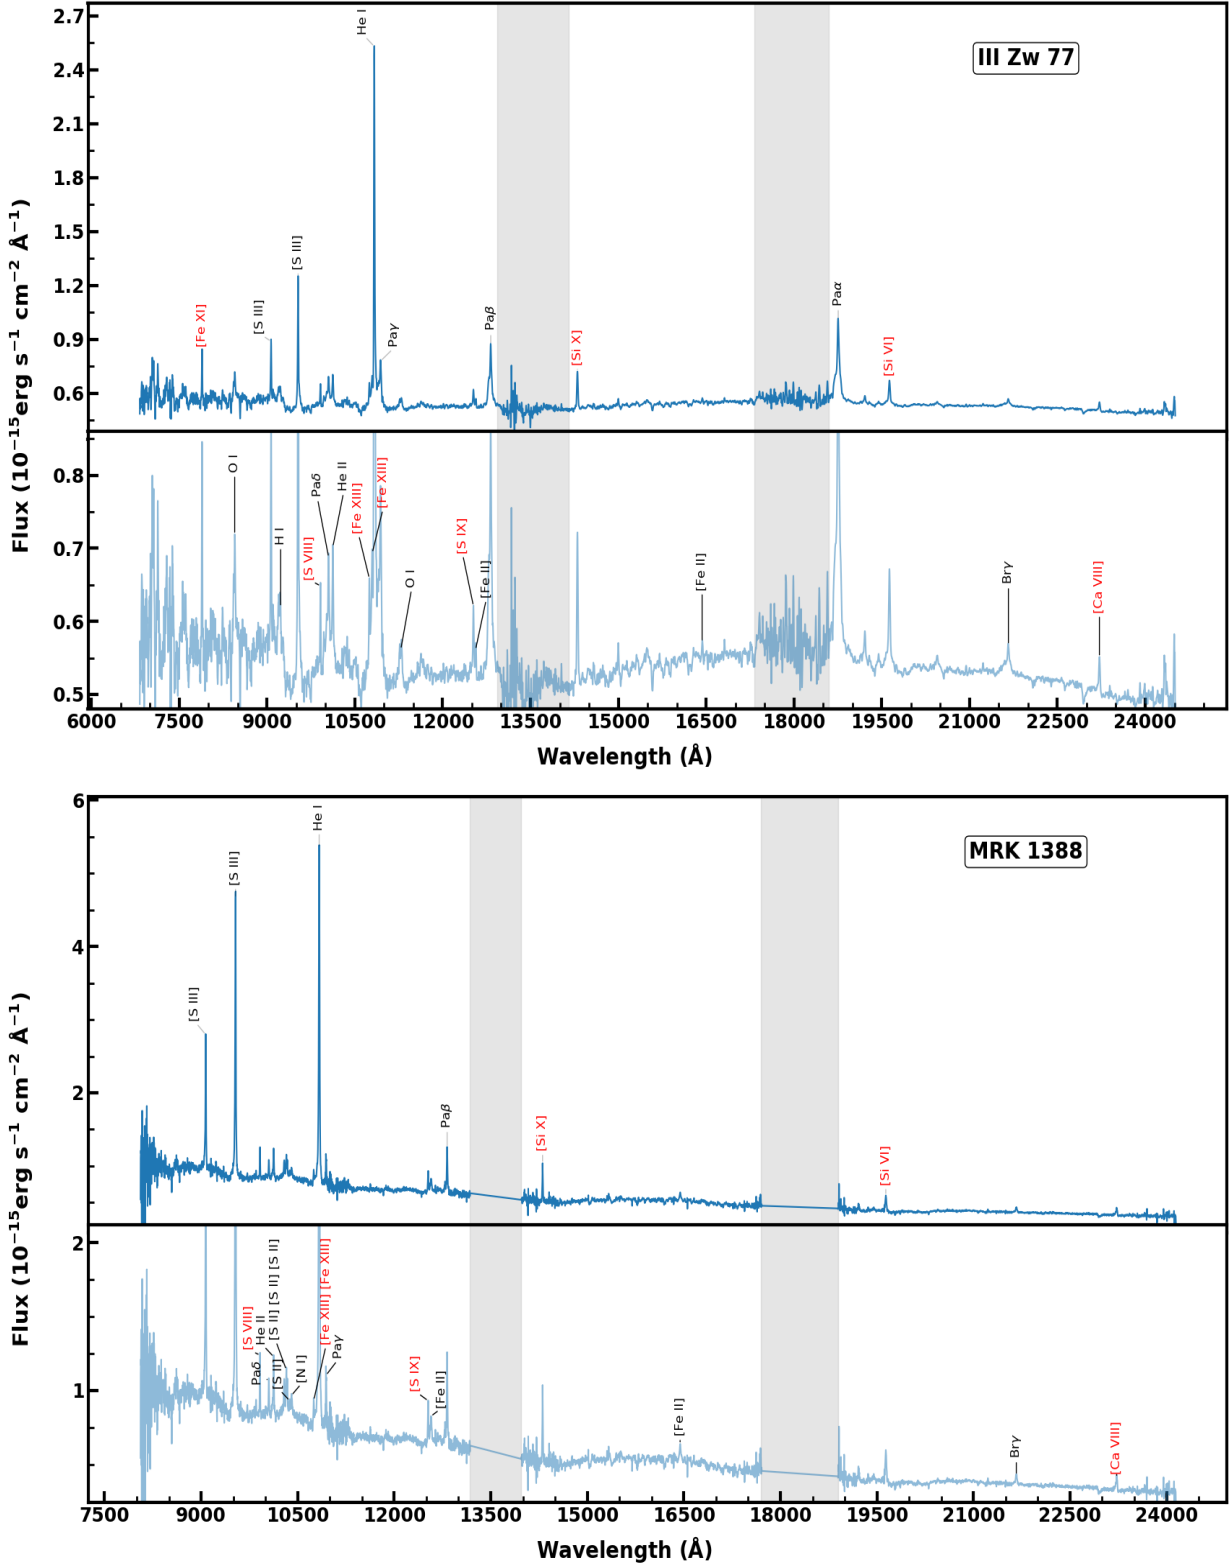 III Zw 77
He I
2.7
2.4
2.1
1.8
1.5
1.2
0.9
0.6
[Fe XI]
[S III]
[S III]
Paγ
Paβ
[Si X]
Paα
[Si VI]
0.8
0.7
0.6
0.5
O I
H I
[S VIII]
Paδ
He II
[Fe XIII]
[Fe XIII]
O I
[S IX]
[Fe II]
[Fe II]
Brγ
[Ca VIII]
Flux (10⁻¹⁵erg s⁻¹ cm⁻² Å⁻¹)
6000 7500 9000 10500 12000 13500 15000 16500 18000 19500 21000 22500 24000
Wavelength (Å)
MRK 1388
6
4
2
[S III]
[S III]
He I
Paβ
[Si X]
[Si VI]
2
1
[S VIII]
Paδ
He II
[S II]
[S II] [S II] [S II]
[N I]
[Fe XIII] [Fe XIII]
Paγ
[S IX]
[Fe II]
[Fe II]
Brγ
[Ca VIII]
Flux (10⁻¹⁵erg s⁻¹ cm⁻² Å⁻¹)
7500 9000 10500 12000 13500 15000 16500 18000 19500 21000 22500 24000
Wavelength (Å)